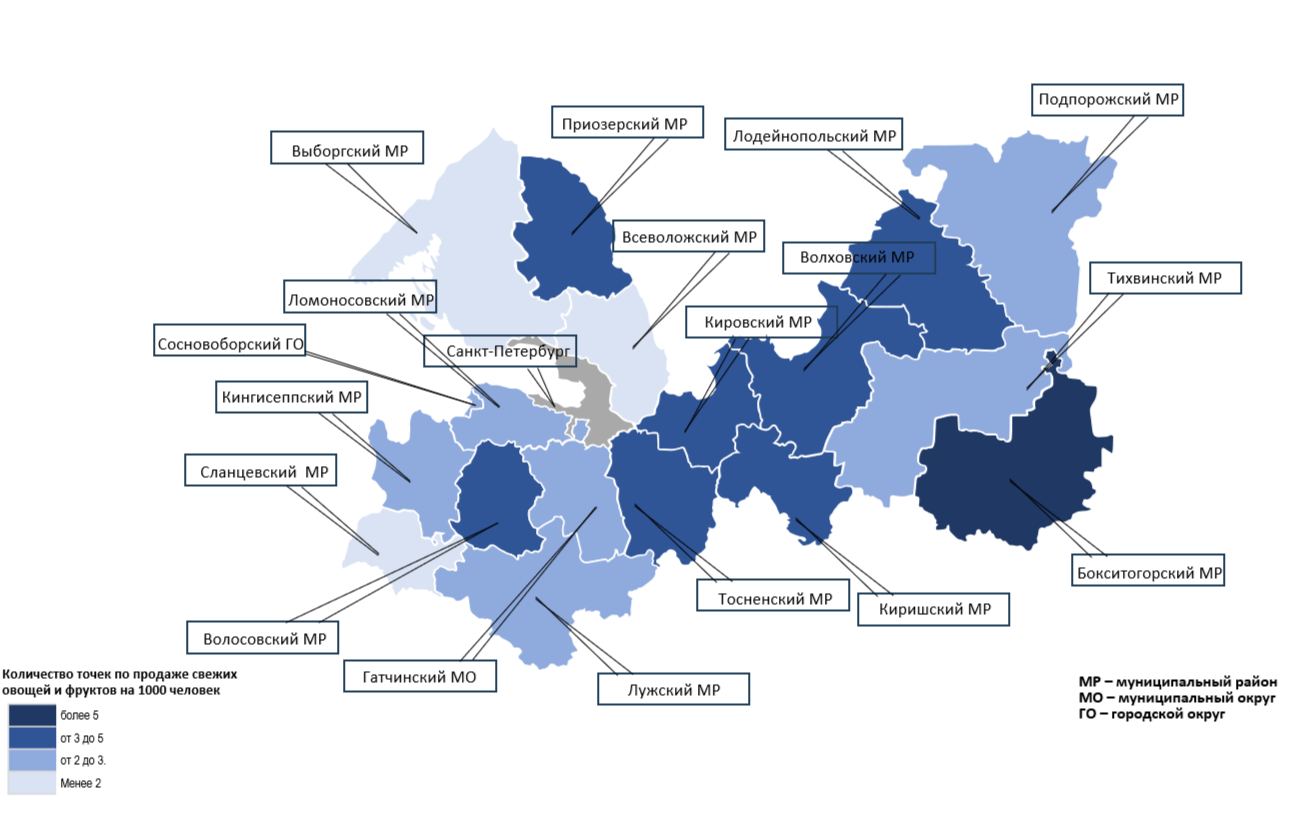 Подпорожский МР
Приозерский МР
Лодейнопольский МР
Выборгский МР
Всеволожский МР
Волховский МР
Тихвинский МР
Ломоносовский МР
Кировский МР
Сосновоборский ГО
Санкт-Петербург
Кингисеппский МР
Сланцевский МР
Бокситогорский МР
Тосненский МР
Киришский МР
Волосовский МР
Гатчинский МО
Лужский МР
Количество точек по продаже свежих
овощей и фруктов на 1000 человек
более 5
от 3 до 5
от 2 до 3.
Менее 2
МР – муниципальный район
МО – муниципальный округ
ГО – городской округ